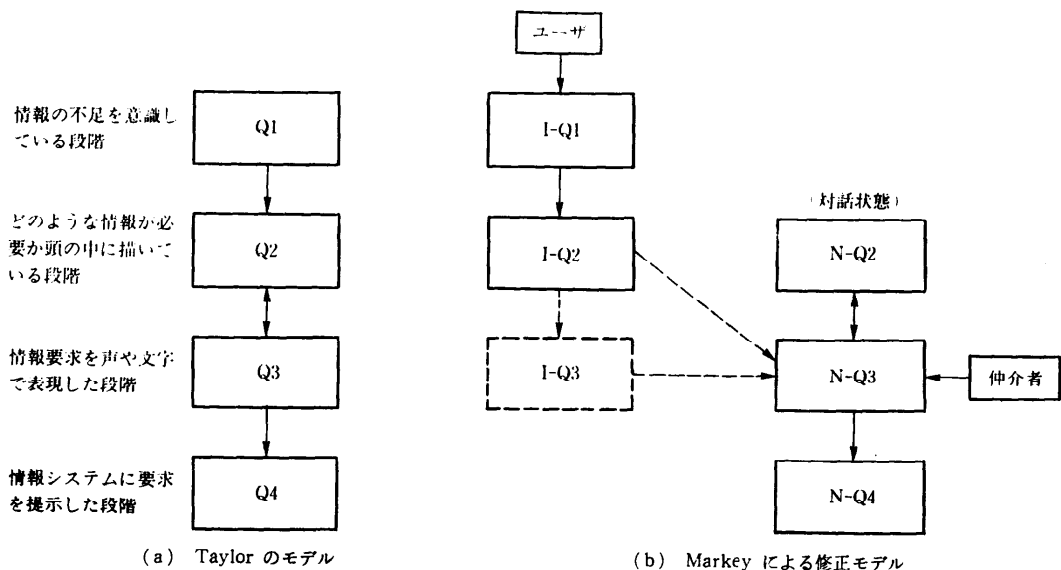 情報の不足を意識し
ている段階
Q1
どのような情報が必
要か頭の中に描いて
いる段階
Q2
情報要求を声や文字
で表現した段階
Q3
情報システムに要求
を提示した段階
Q4
(a) Taylor のモデル
ユーザ
I-Q1
I-Q2
I-Q3
(対話状態)
N-Q2
N-Q3
仲介者
N-Q4
(b) Markey による修正モデル